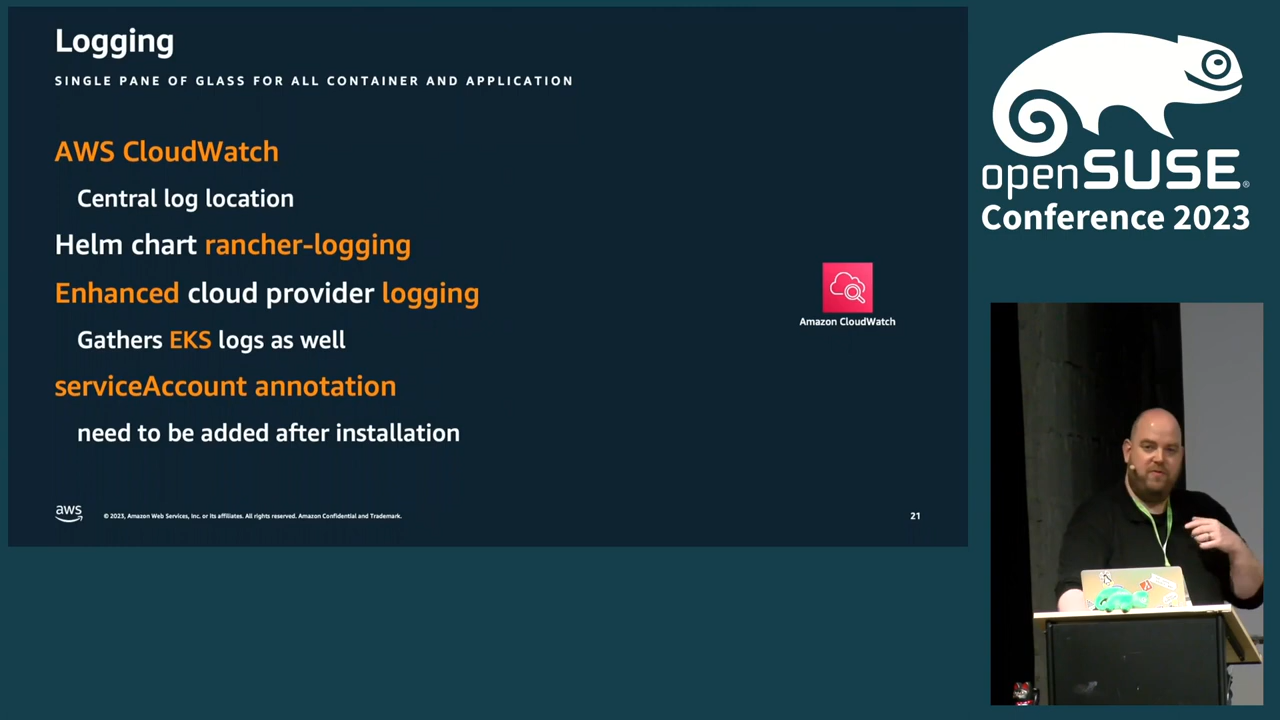 Logging
SINGLE PANE OF GLASS FOR ALL CONTAINER AND APPLICATION
AWS CloudWatch
Central log location
Helm chart rancher-logging
Enhanced cloud provider logging
Gathers EKS logs as well
serviceAccount annotation
need to be added after installation
Amazon CloudWatch
aws
© 2023, Amazon Web Services, Inc. or its affiliates. All rights reserved. Amazon Confidential and Trademark.
21
openSUSE®
Conference 2023